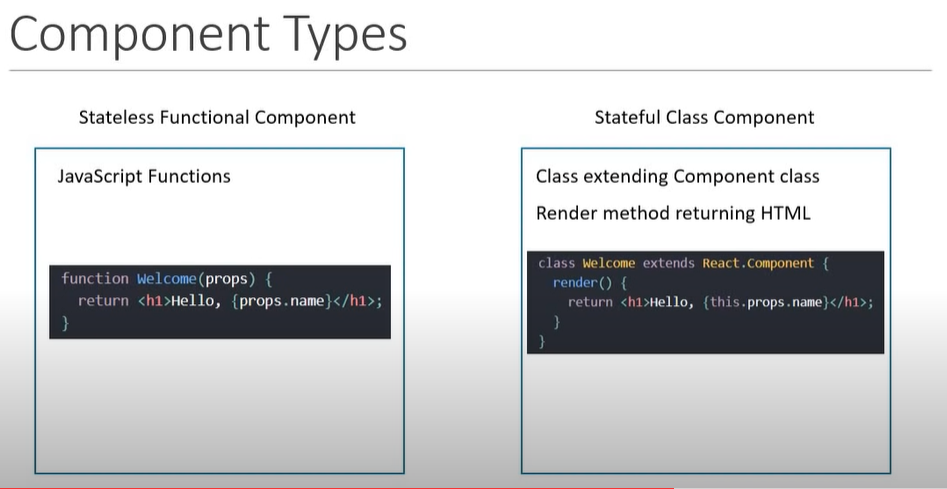 Component Types
Stateless Functional Component
JavaScript Functions
function Welcome(props) {
  return <h1>Hello, {props.name}</h1>;
}
Stateful Class Component
Class extending Component class
Render method returning HTML
class Welcome extends React.Component {
  render() {
    return <h1>Hello, {this.props.name}</h1>;
  }
}